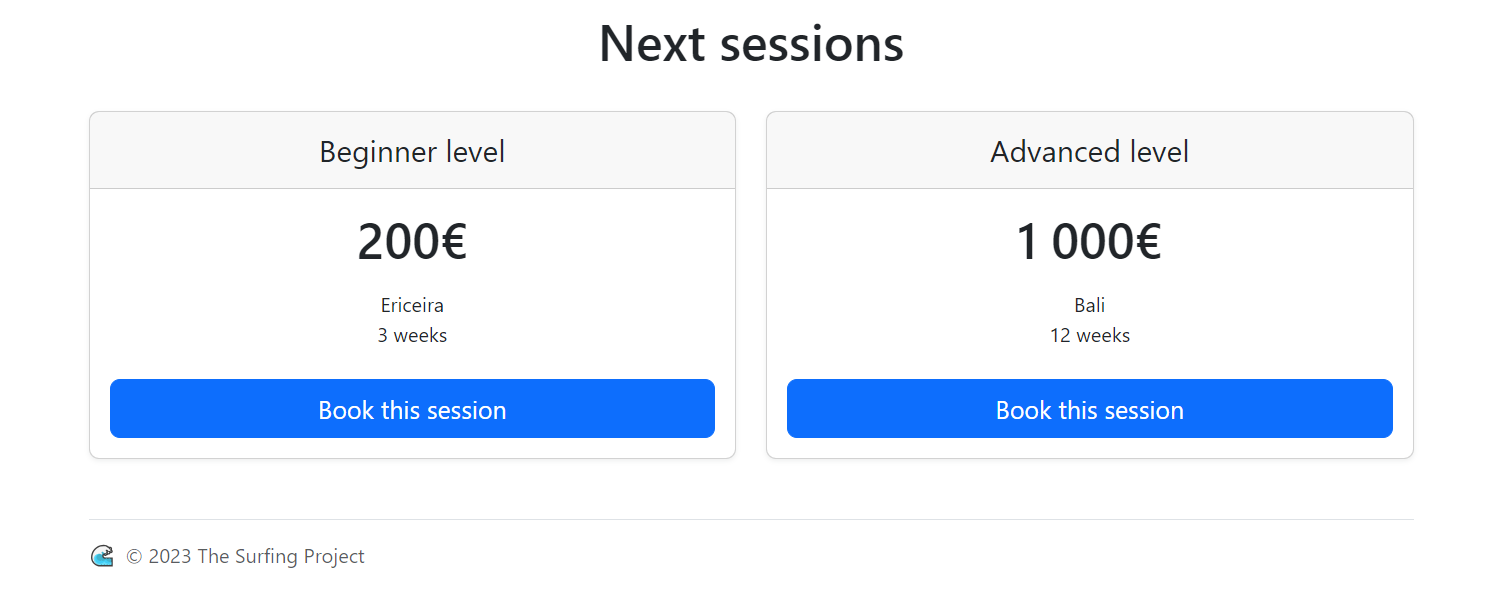 Next sessions
Beginner level
200€
Ericeira
3 weeks
Book this session
Advanced level
1 000€
Bali
12 weeks
Book this session
© 2023 The Surfing Project